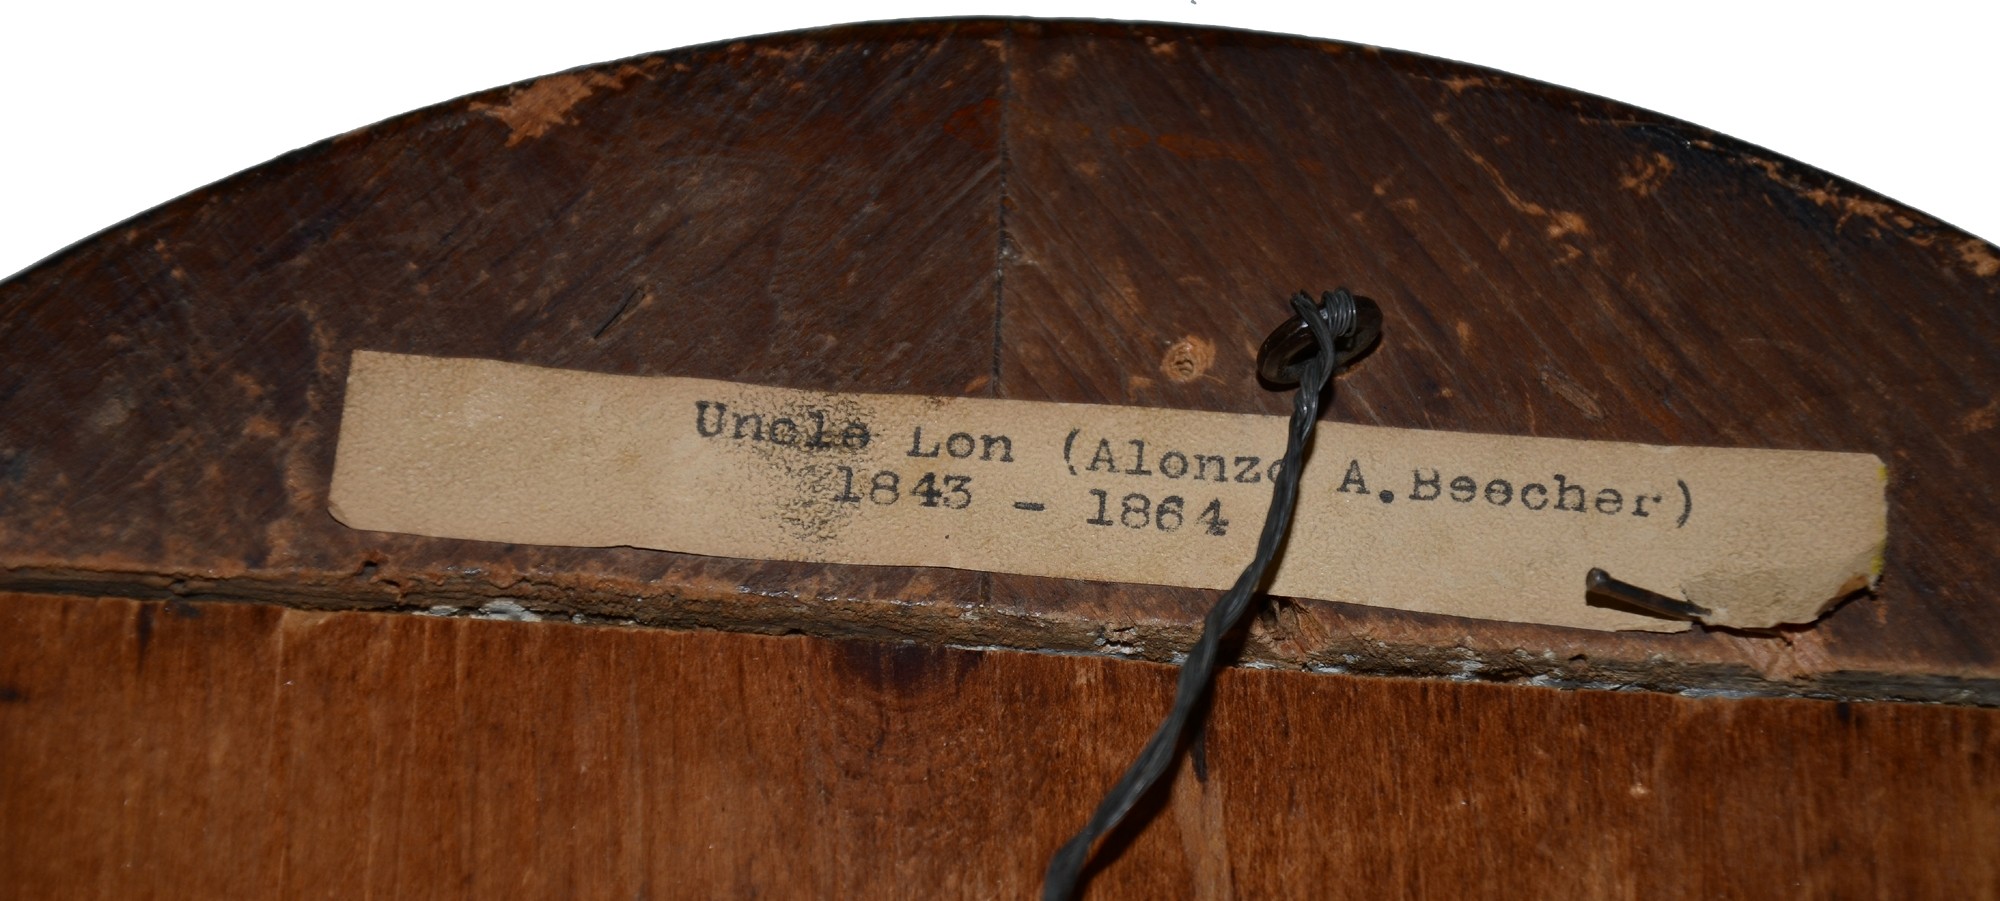 Uncle Lon (Alonzo A.Beecher)
1843 - 1864